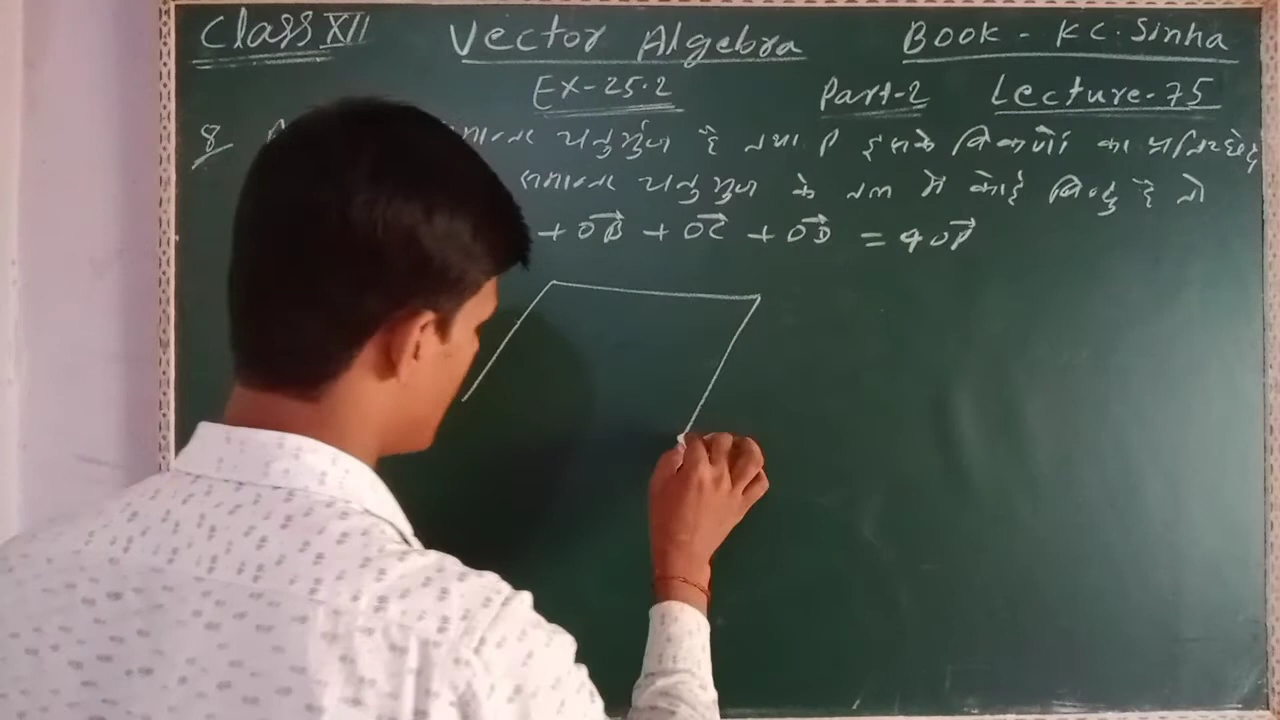 Class XII Vector Algebra Book - KC. Sinha
Ex-25.2 Part-2 Lecture-75
8 समान्तर चतुर्भुज है तथा P इसके विकर्णों का प्रतिच्छेद
समान्तर चतुर्भुज के तल में कोई बिन्दु है तो
+ OB⃗ + OC⃗ + OD⃗ = 4OP⃗